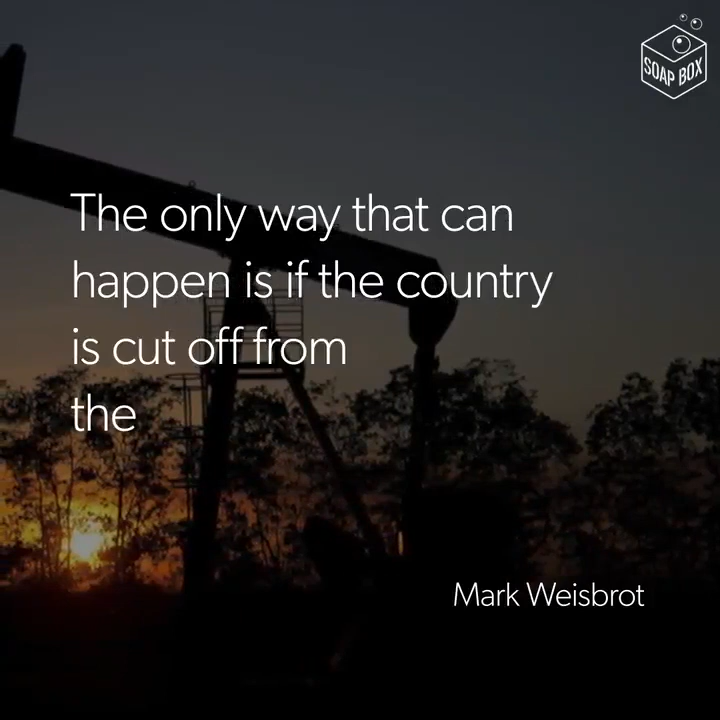 SOAP BOX
The only way that can
happen is if the country
is cut off from
the
Mark Weisbrot